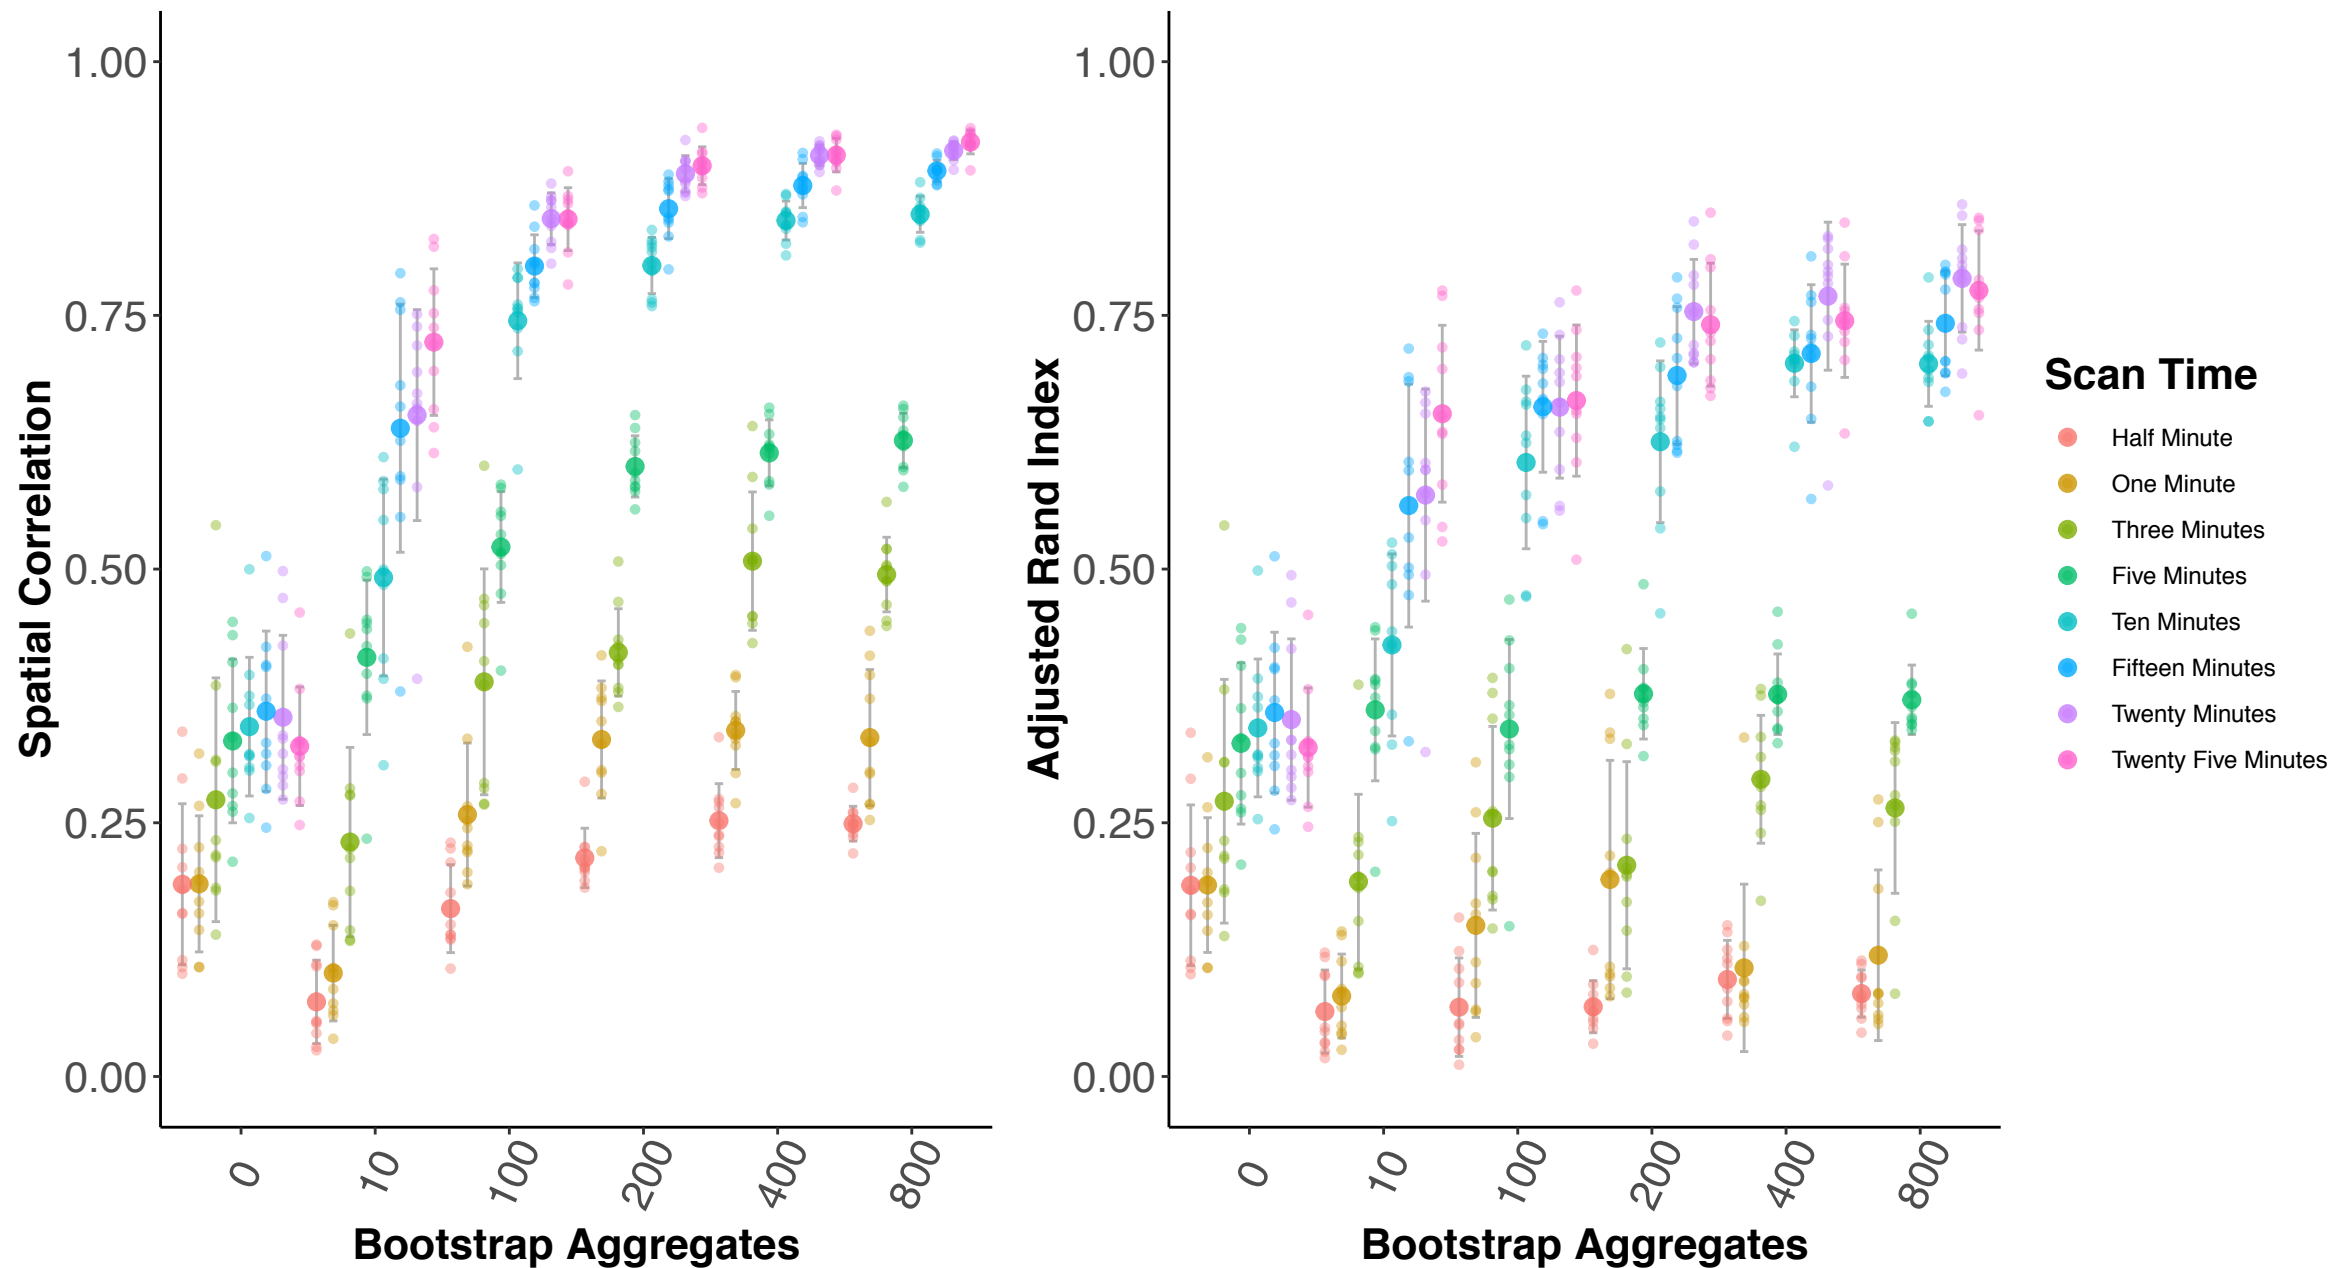 Spatial Correlation
1.00
0.75
0.50
0.25
0.00
0
10
100
200
400
800
Bootstrap Aggregates
Adjusted Rand Index
1.00
0.75
0.50
0.25
0.00
0
10
100
200
400
800
Bootstrap Aggregates
Scan Time
Half Minute
One Minute
Three Minutes
Five Minutes
Ten Minutes
Fifteen Minutes
Twenty Minutes
Twenty Five Minutes